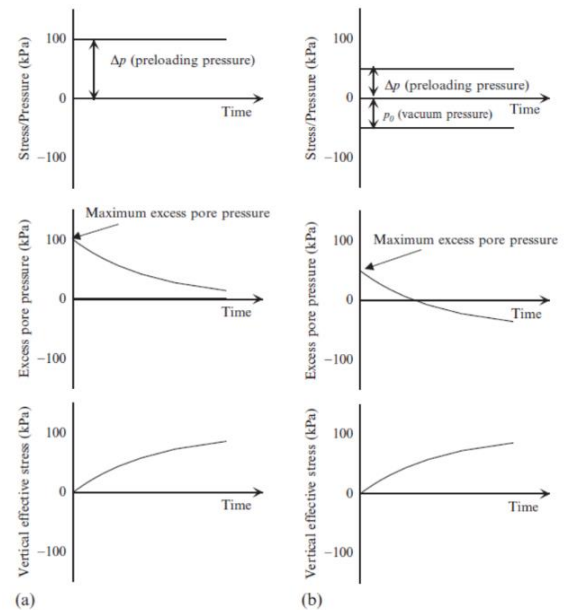 Stress/Pressure (kPa)
100
0
−100
Δp (preloading pressure)
Time
Excess pore pressure (kPa)
100
0
−100
Maximum excess pore pressure
Time
Vertical effective stress (kPa)
100
0
−100
Time
(a)
Stress/Pressure (kPa)
100
0
−100
Δp (preloading pressure)
p0 (vacuum pressure)
Time
Excess pore pressure (kPa)
100
0
−100
Maximum excess pore pressure
Time
Vertical effective stress (kPa)
100
0
−100
Time
(b)